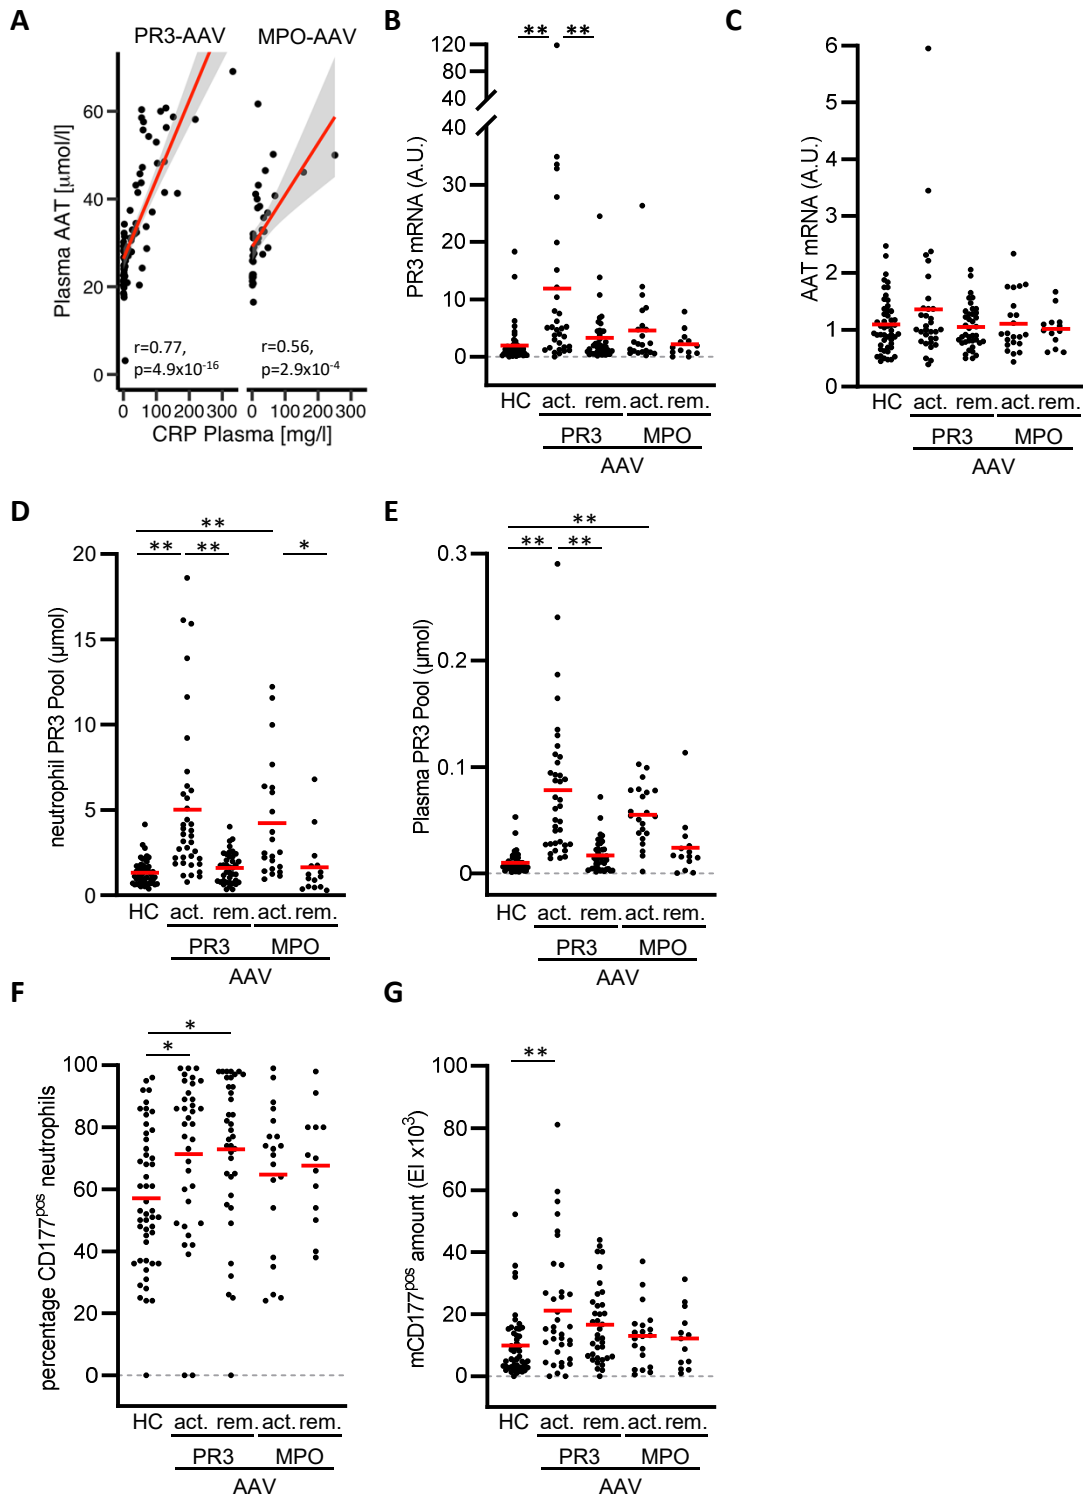 A
PR3-AAV MPO-AAV
Plasma AAT [µmol/l]
60
40
20
0
r=0.77,
p=4.9x10⁻¹⁶
r=0.56,
p=2.9x10⁻⁴
0 100 200 300 0 100 200 300
CRP Plasma [mg/l]
B
** **
PR3 mRNA (A.U.)
120
80
40
40
30
20
10
0
HC act. rem. act. rem.
PR3 MPO
AAV
C
AAT mRNA (A.U.)
6
5
4
3
2
1
0
HC act. rem. act. rem.
PR3 MPO
AAV
D
**
** ** *
neutrophil PR3 Pool (µmol)
20
15
10
5
0
HC act. rem. act. rem.
PR3 MPO
AAV
E
**
** **
Plasma PR3 Pool (µmol)
0.3
0.2
0.1
0
HC act. rem. act. rem.
PR3 MPO
AAV
F
*
*
percentage CD177ᵖᵒˢ neutrophils
100
80
60
40
20
0
HC act. rem. act. rem.
PR3 MPO
AAV
G
**
mCD177ᵖᵒˢ amount (EI x10³)
100
80
60
40
20
0
HC act. rem. act. rem.
PR3 MPO
AAV